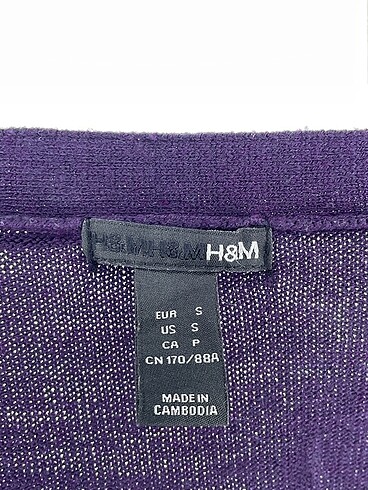 H&M H&M H&M
EUR S
US S
CA P
CN 170/88A
MADE IN
CAMBODIA